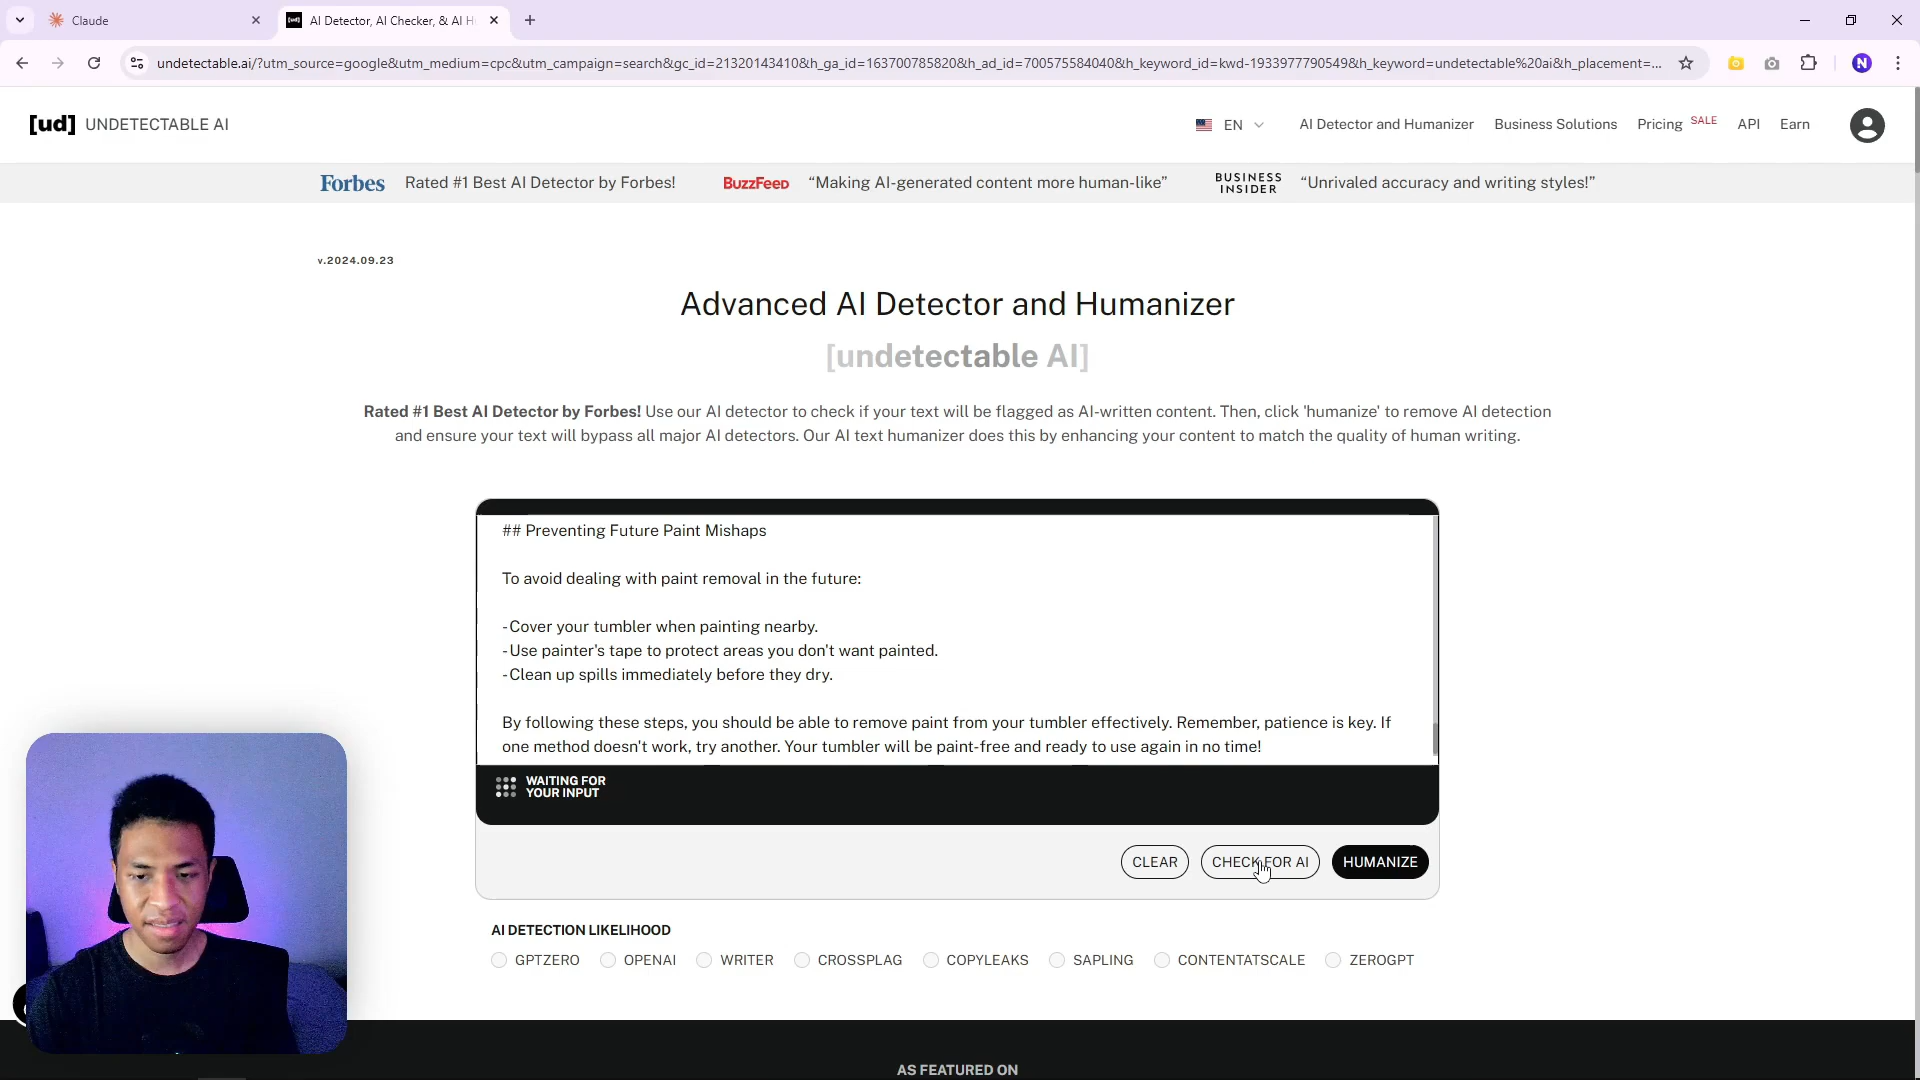 Claude
AI Detector, AI Checker, & AI H
undetectable.ai/?utm_source=google&utm_medium=cpc&utm_campaign=search&gc_id=21320143410&h_ga_id=163700785820&h_ad_id=700575584040&h_keyword_id=kwd-1933977790549&h_keyword=undetectable%20ai&h_placement=...
N
[ud] UNDETECTABLE AI
EN
AI Detector and Humanizer
Business Solutions
Pricing SALE
API
Earn
Forbes Rated #1 Best AI Detector by Forbes!
BuzzFeed “Making AI-generated content more human-like”
BUSINESS INSIDER “Unrivaled accuracy and writing styles!”
v.2024.09.23
Advanced AI Detector and Humanizer
[undetectable AI]
Rated #1 Best AI Detector by Forbes! Use our AI detector to check if your text will be flagged as AI-written content. Then, click 'humanize' to remove AI detection
and ensure your text will bypass all major AI detectors. Our AI text humanizer does this by enhancing your content to match the quality of human writing.
## Preventing Future Paint Mishaps
To avoid dealing with paint removal in the future:
- Cover your tumbler when painting nearby.
- Use painter's tape to protect areas you don't want painted.
- Clean up spills immediately before they dry.
By following these steps, you should be able to remove paint from your tumbler effectively. Remember, patience is key. If
one method doesn't work, try another. Your tumbler will be paint-free and ready to use again in no time!
WAITING FOR
YOUR INPUT
CLEAR
CHECK FOR AI
HUMANIZE
AI DETECTION LIKELIHOOD
GPTZERO
OPENAI
WRITER
CROSSPLAG
COPYLEAKS
SAPLING
CONTENTATSCALE
ZEROGPT
AS FEATURED ON